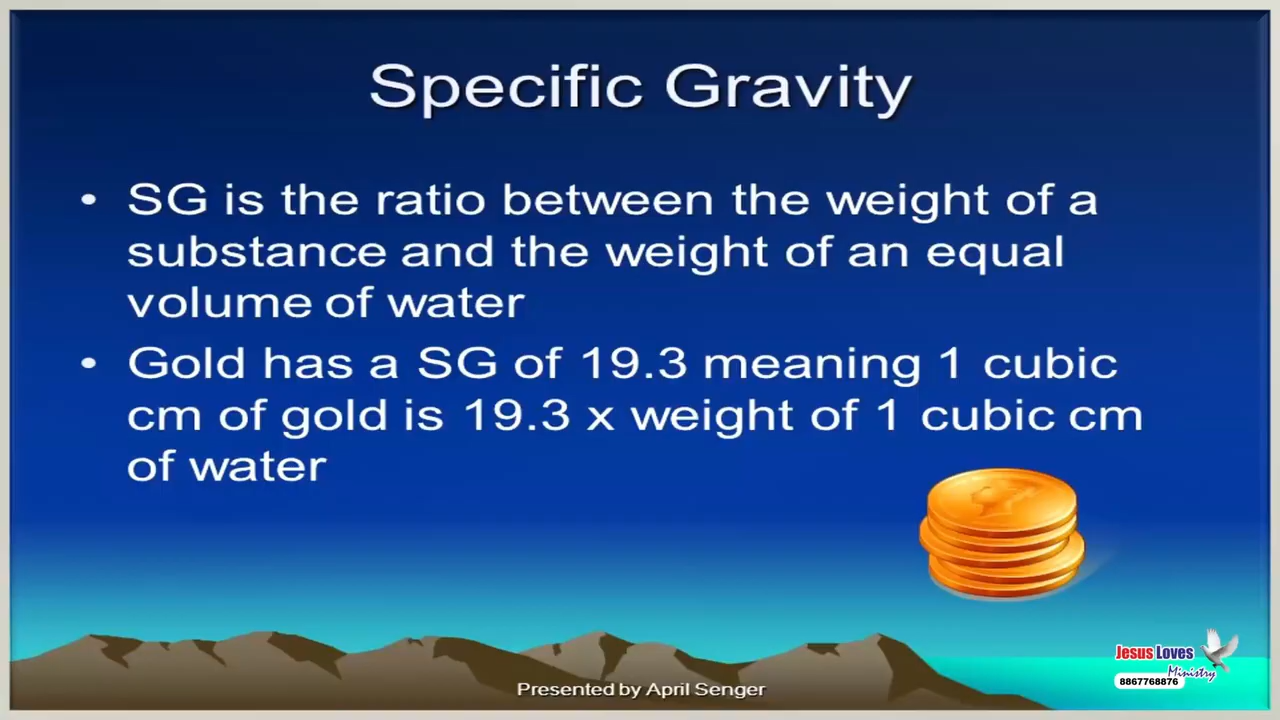 Specific Gravity
• SG is the ratio between the weight of a
substance and the weight of an equal
volume of water
• Gold has a SG of 19.3 meaning 1 cubic
cm of gold is 19.3 x weight of 1 cubic cm
of water
Jesus Loves
Ministry
8867768876
Presented by April Senger